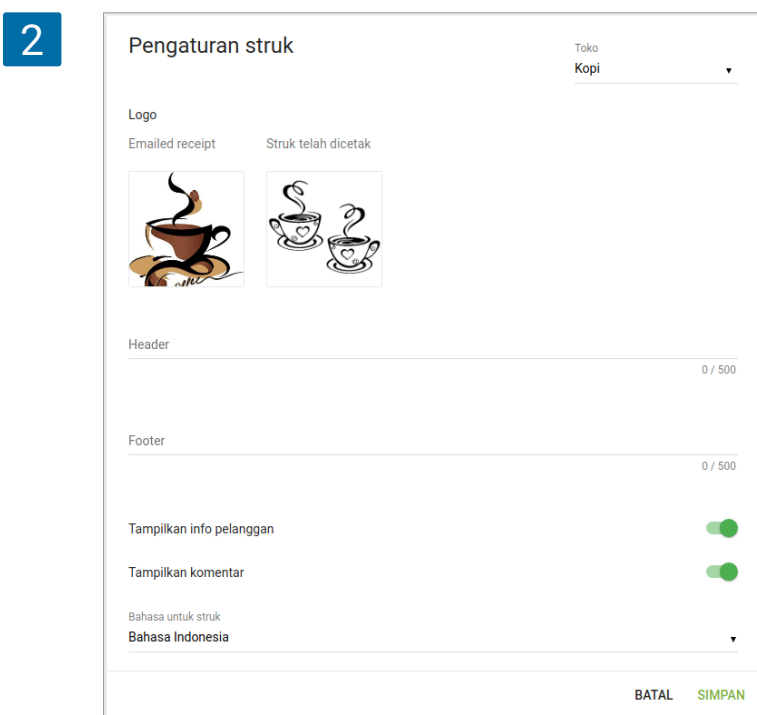 2
Pengaturan struk
Toko
Kopi
Logo
Emailed receipt
Struk telah dicetak
Header
0 / 500
Footer
0 / 500
Tampilkan info pelanggan
Tampilkan komentar
Bahasa untuk struk
Bahasa Indonesia
BATAL
SIMPAN